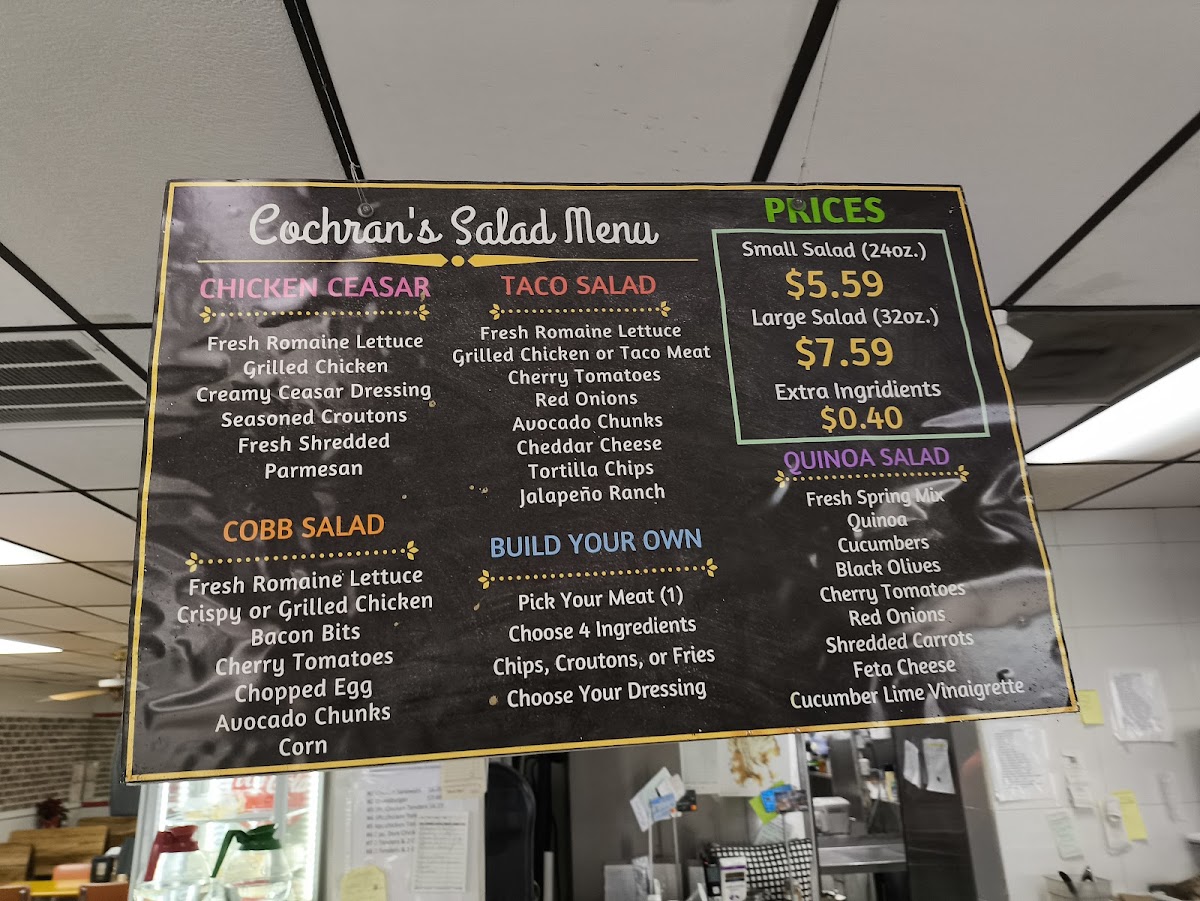 Cochran's Salad Menu
CHICKEN CEASAR
Fresh Romaine Lettuce
Grilled Chicken
Creamy Ceasar Dressing
Seasoned Croutons
Fresh Shredded
Parmesan
COBB SALAD
Fresh Romaine Lettuce
Crispy or Grilled Chicken
Bacon Bits
Cherry Tomatoes
Chopped Egg
Avocado Chunks
Corn
TACO SALAD
Fresh Romaine Lettuce
Grilled Chicken or Taco Meat
Cherry Tomatoes
Red Onions
Avocado Chunks
Cheddar Cheese
Tortilla Chips
Jalapeño Ranch
BUILD YOUR OWN
Pick Your Meat (1)
Choose 4 Ingredients
Chips, Croutons, or Fries
Choose Your Dressing
PRICES
Small Salad (24oz.)
$5.59
Large Salad (32oz.)
$7.59
Extra Ingridients
$0.40
QUINOA SALAD
Fresh Spring Mix
Quinoa
Cucumbers
Black Olives
Cherry Tomatoes
Red Onions
Shredded Carrots
Feta Cheese
Cucumber Lime Vinaigrette